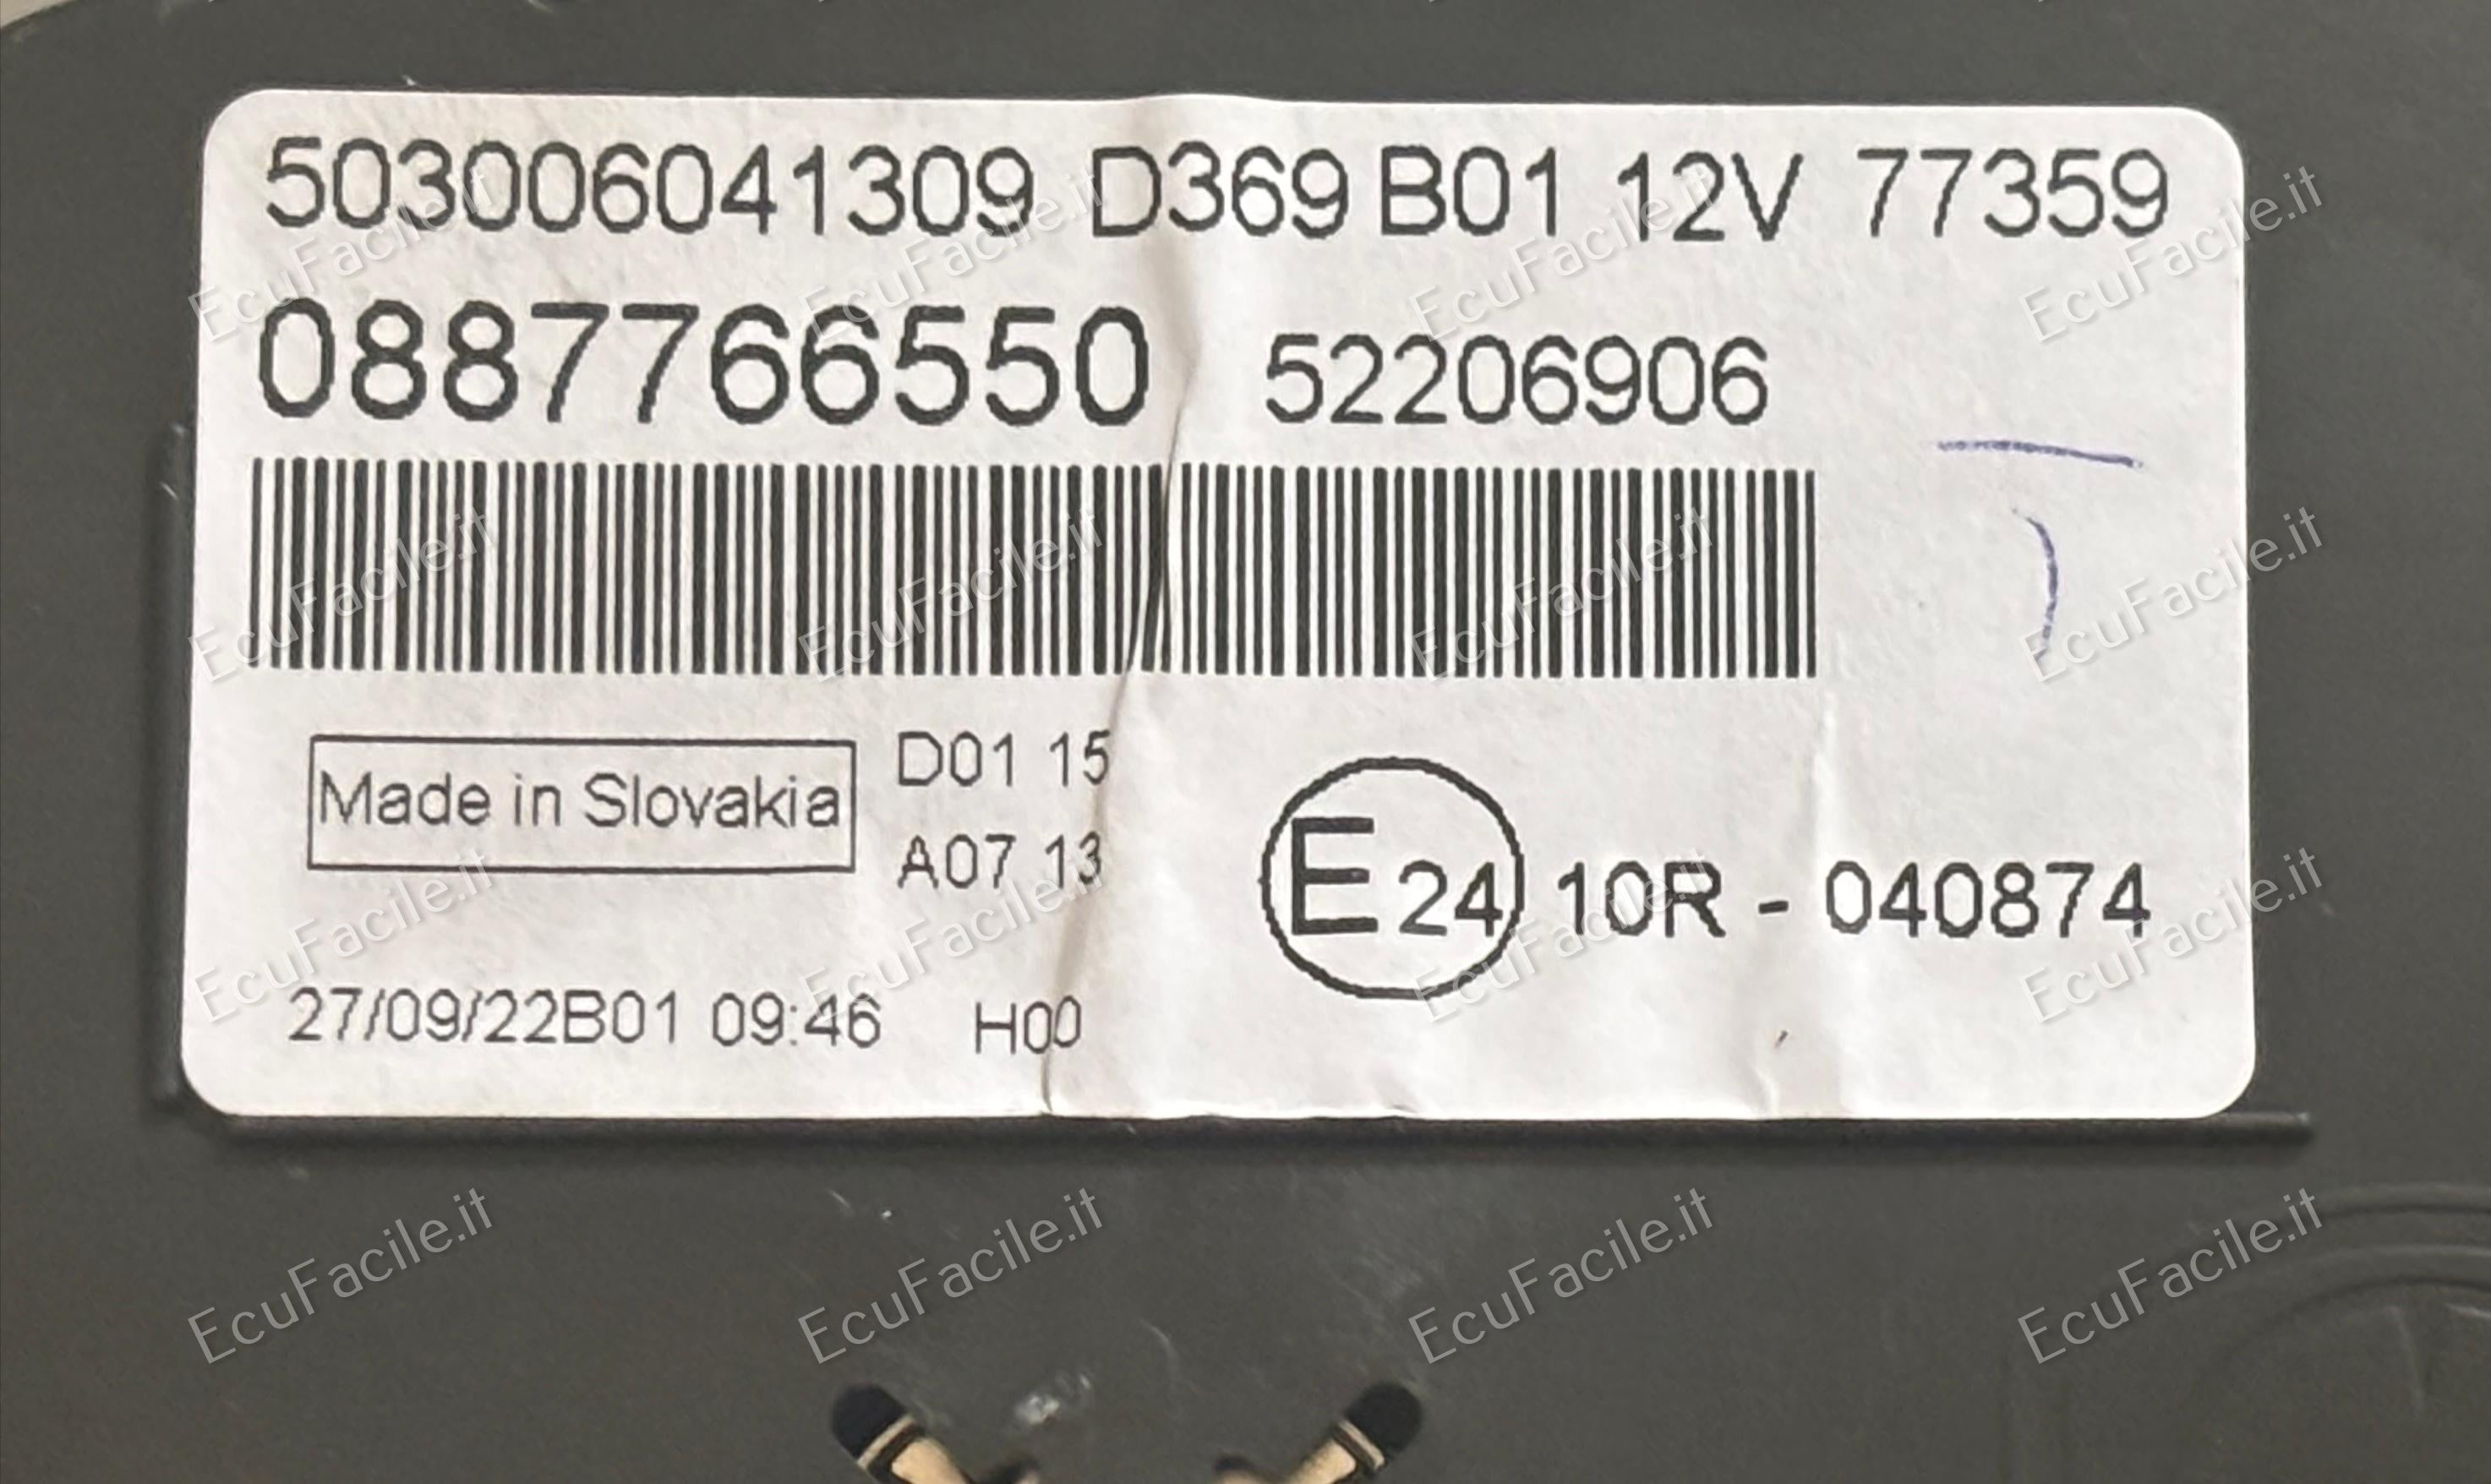 503006041309 D369 B01 12V 77359
0887766550 52206906
Made in Slovakia
D01 15
A07 13
E24 10R - 040874
27/09/22B01 09:46 H00
EcuFacile.it